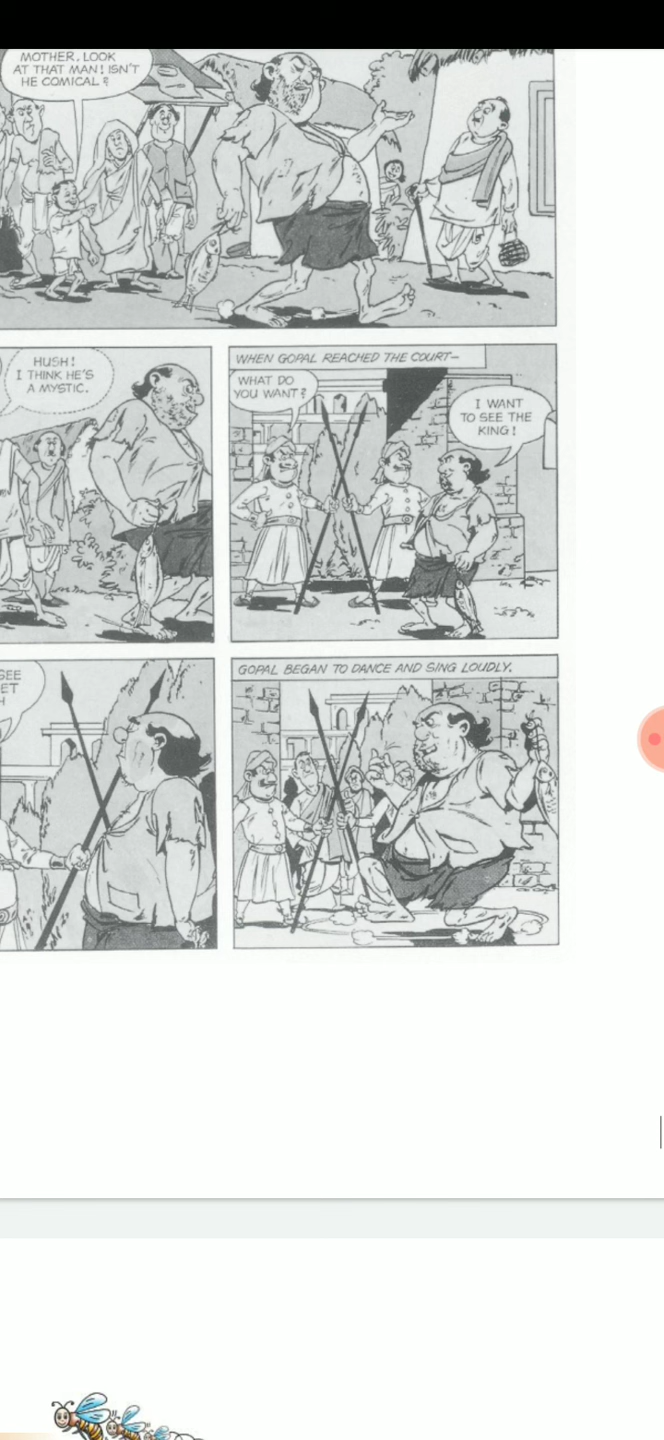 MOTHER, LOOK
AT THAT MAN! ISN'T
HE COMICAL?
HUSH!
I THINK HE'S
A MYSTIC.
WHEN GOPAL REACHED THE COURT—
WHAT DO
YOU WANT?
I WANT
TO SEE THE
KING!
SEE
GOPAL BEGAN TO DANCE AND SING LOUDLY.